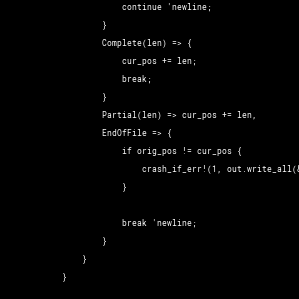 continue 'newline;
}
Complete(len) => {
cur_pos += len;
break;
}
Partial(len) => cur_pos += len,
EndOfFile => {
if orig_pos != cur_pos {
crash_if_err!(1, out.write_all(&
}
break 'newline;
}
}
}